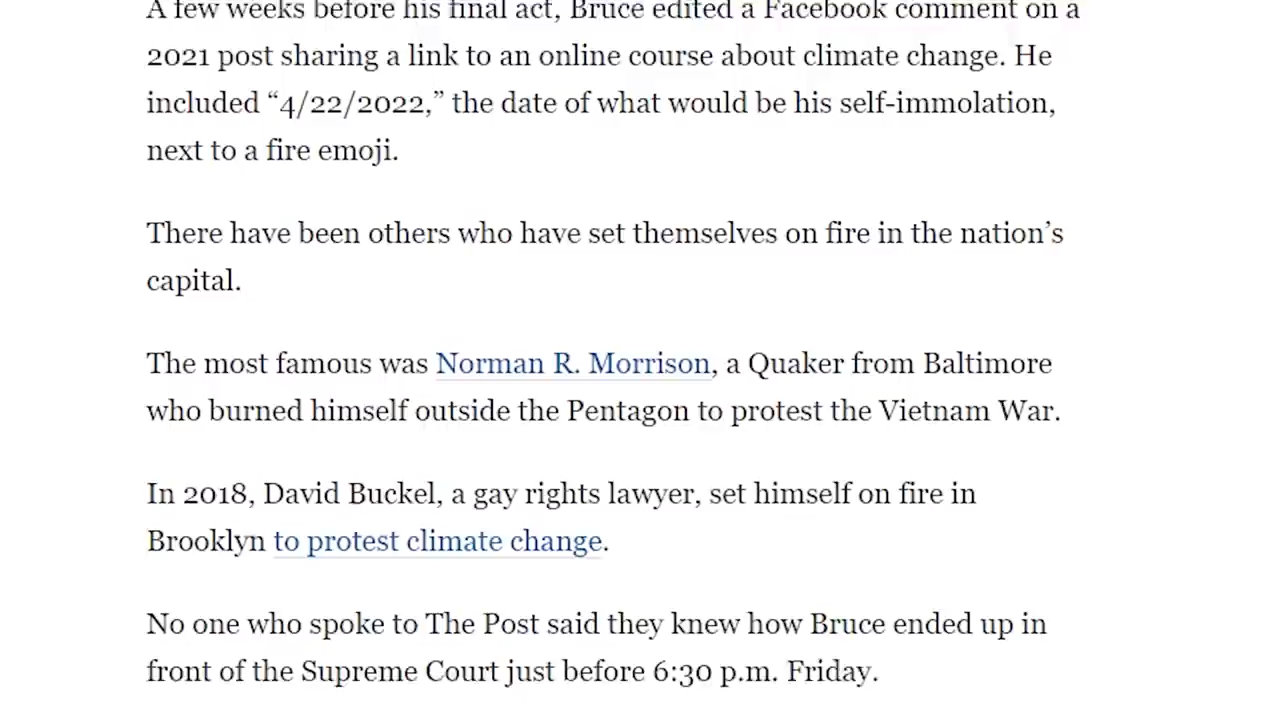 A few weeks before his final act, Bruce edited a Facebook comment on a
2021 post sharing a link to an online course about climate change. He
included “4/22/2022,” the date of what would be his self-immolation,
next to a fire emoji.
There have been others who have set themselves on fire in the nation’s
capital.
The most famous was Norman R. Morrison, a Quaker from Baltimore
who burned himself outside the Pentagon to protest the Vietnam War.
In 2018, David Buckel, a gay rights lawyer, set himself on fire in
Brooklyn to protest climate change.
No one who spoke to The Post said they knew how Bruce ended up in
front of the Supreme Court just before 6:30 p.m. Friday.